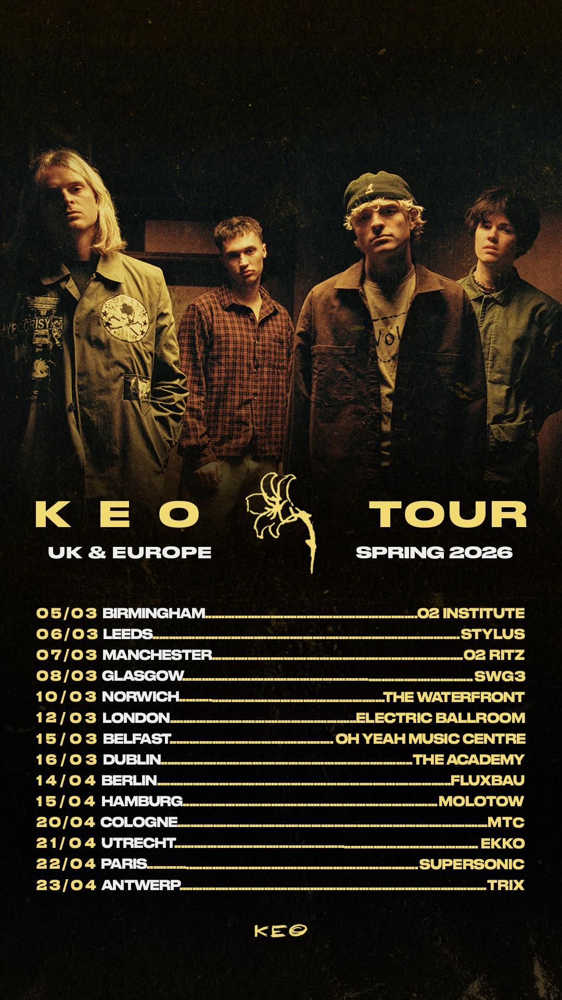 HYPOCRISY
VOL
KEO TOUR
UK & EUROPE SPRING 2026
05/03 BIRMINGHAM O2 INSTITUTE
06/03 LEEDS STYLUS
07/03 MANCHESTER O2 RITZ
08/03 GLASGOW SWG3
10/03 NORWICH THE WATERFRONT
12/03 LONDON ELECTRIC BALLROOM
15/03 BELFAST OH YEAH MUSIC CENTRE
16/03 DUBLIN THE ACADEMY
14/04 BERLIN FLUXBAU
15/04 HAMBURG MOLOTOW
20/04 COLOGNE MTC
21/04 UTRECHT EKKO
22/04 PARIS SUPERSONIC
23/04 ANTWERP TRIX
KEO